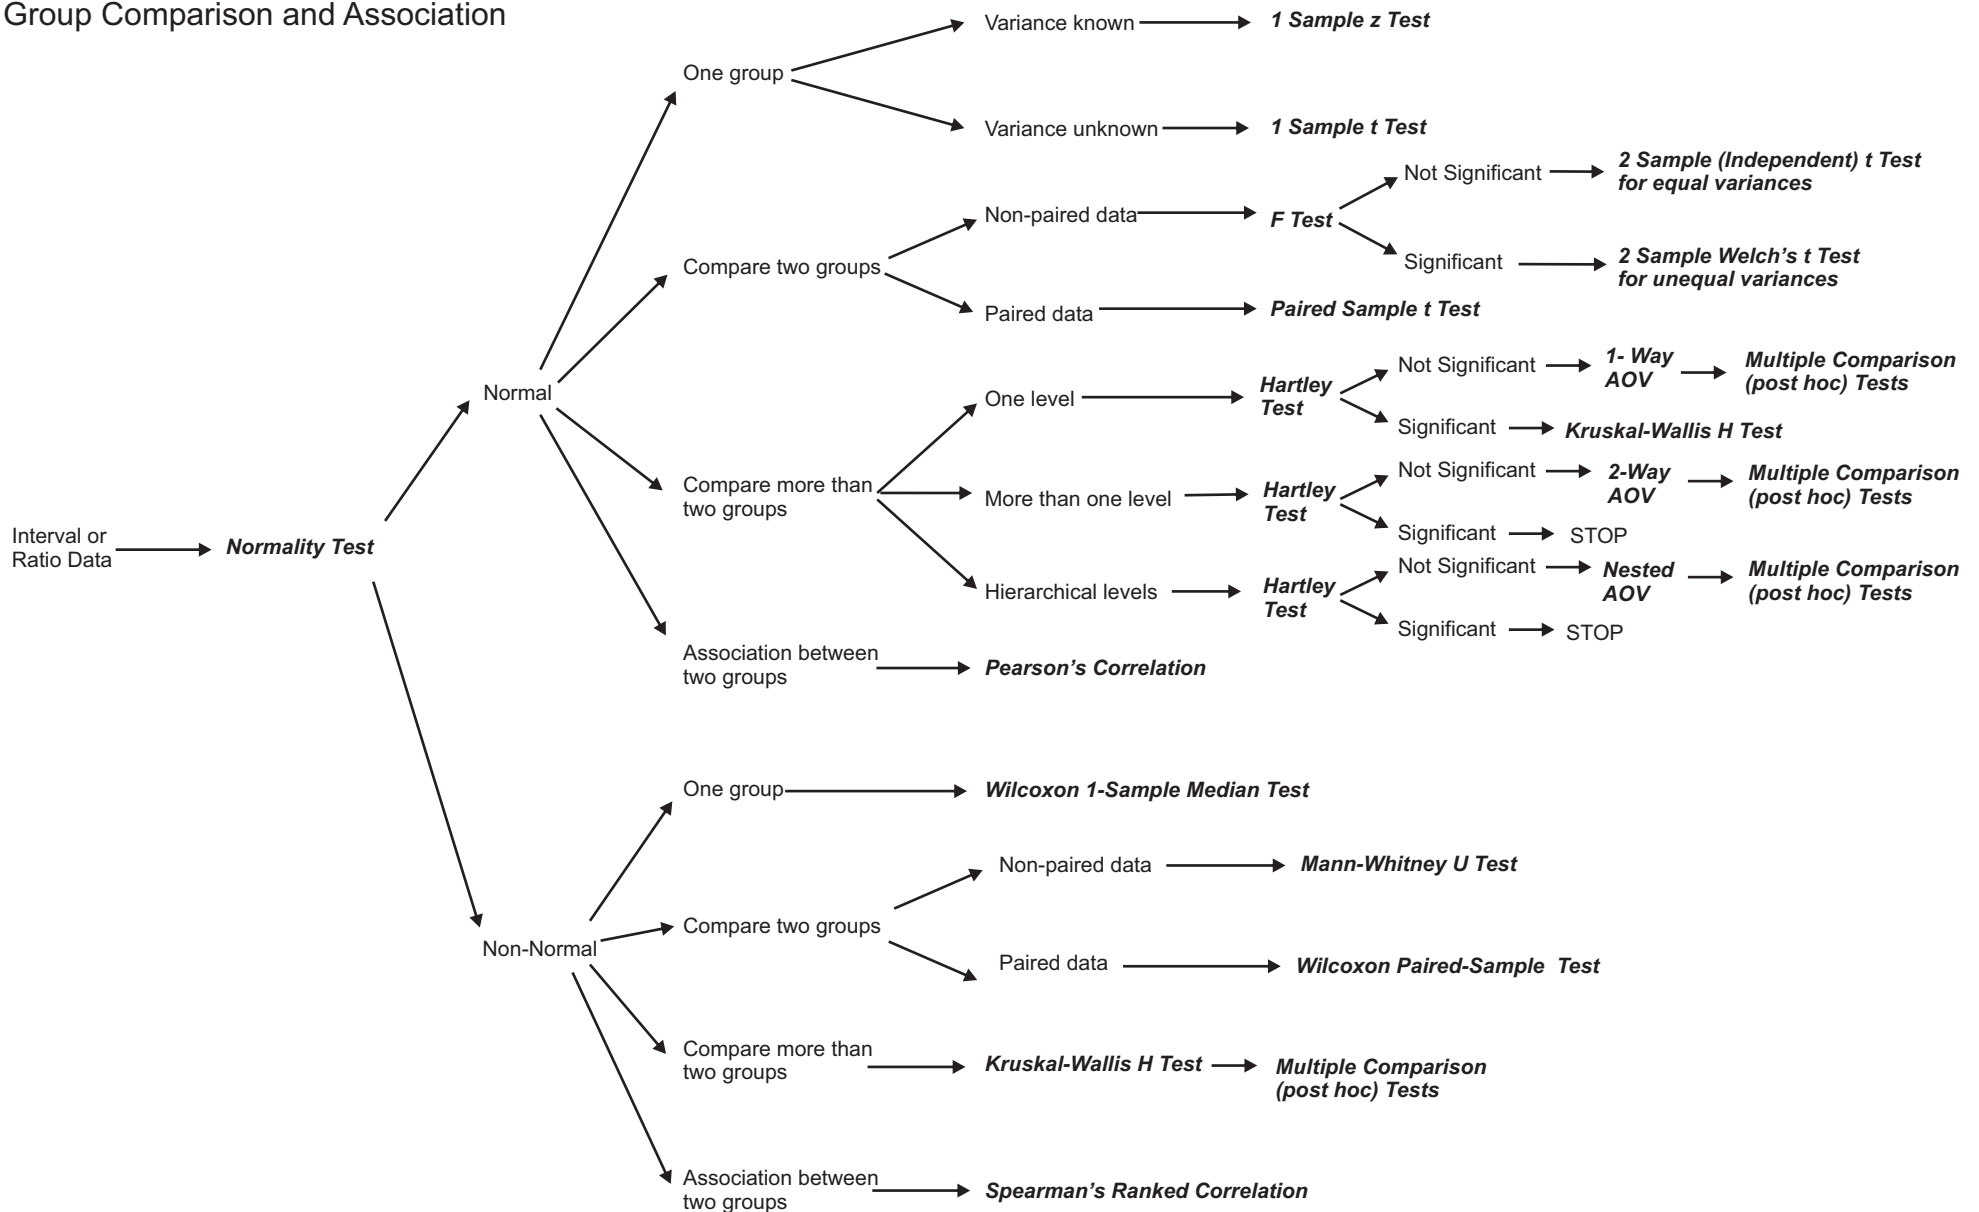 Group Comparison and Association
Variance known
1 Sample z Test
One group
Variance unknown
1 Sample t Test
Not Significant
2 Sample (Independent) t Test
for equal variances
Non-paired data
F Test
Compare two groups
Significant
2 Sample Welch’s t Test
for unequal variances
Paired data
Paired Sample t Test
Normal
One level
Hartley
Test
Not Significant
1- Way
AOV
Multiple Comparison
(post hoc) Tests
Significant
Kruskal-Wallis H Test
Compare more than
two groups
More than one level
Hartley
Test
Not Significant
2-Way
AOV
Multiple Comparison
(post hoc) Tests
Significant
STOP
Interval or
Ratio Data
Normality Test
Hierarchical levels
Hartley
Test
Not Significant
Nested
AOV
Multiple Comparison
(post hoc) Tests
Significant
STOP
Association between
two groups
Pearson’s Correlation
One group
Wilcoxon 1-Sample Median Test
Non-paired data
Mann-Whitney U Test
Compare two groups
Non-Normal
Paired data
Wilcoxon Paired-Sample  Test
Compare more than
two groups
Kruskal-Wallis H Test
Multiple Comparison
(post hoc) Tests
Association between
two groups
Spearman’s Ranked Correlation